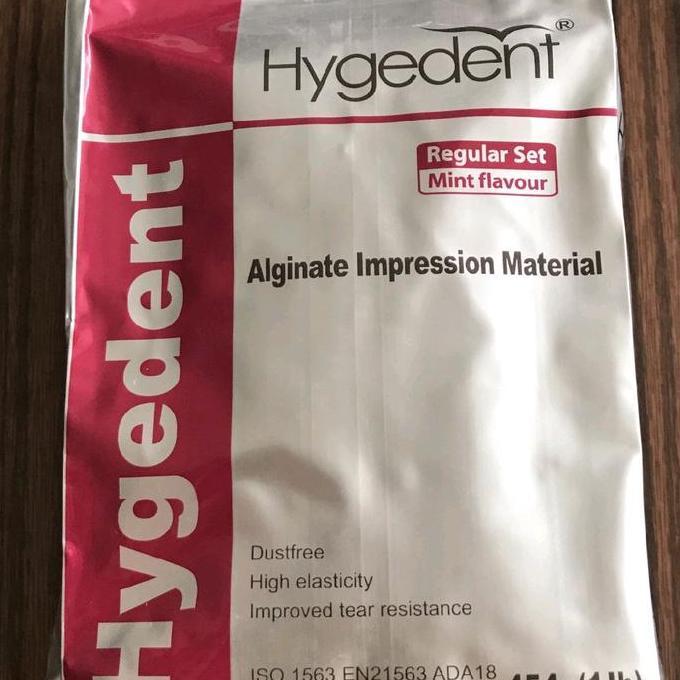 Hygedent®
Hygedent
Regular Set
Mint flavour
Alginate Impression Material
Dustfree
High elasticity
Improved tear resistance
ISO 1563 EN21563 ADA18